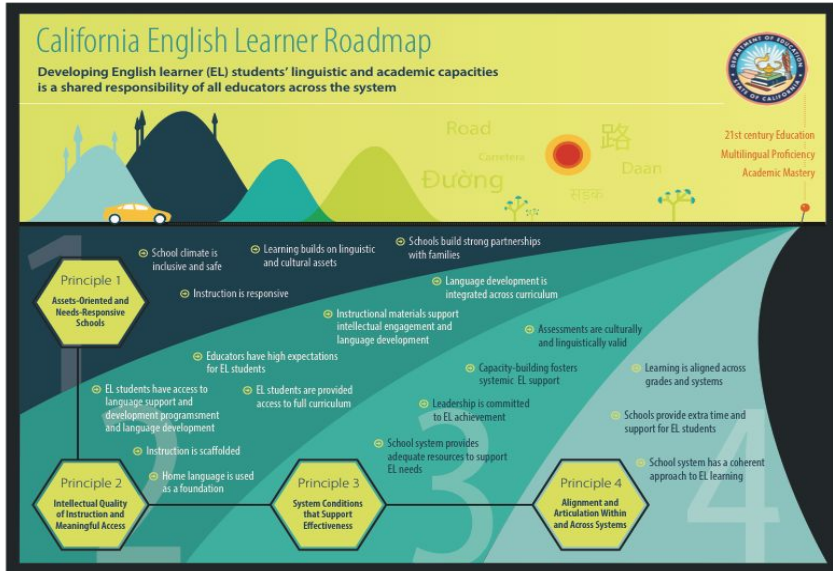 California English Learner Roadmap
Developing English learner (EL) students' linguistic and academic capacities
is a shared responsibility of all educators across the system
DEPARTMENT OF EDUCATION
STATE OF CALIFORNIA
Road
路
Carretera
Daan
Đường
सड़क
21st century Education
Multilingual Proficiency
Academic Mastery
1
Principle 1
Assets-Oriented and
Needs-Responsive
Schools
School climate is
inclusive and safe
Learning builds on linguistic
and cultural assets
Schools build strong partnerships
with families
Instruction is responsive
Language development is
integrated across curriculum
Instructional materials support
intellectual engagement and
language development
Educators have high expectations
for EL students
EL students have access to
language support and
development programsment
and language development
EL students are provided
access to full curriculum
Instruction is scaffolded
Home language is used
as a foundation
2
Principle 2
Intellectual Quality
of Instruction and
Meaningful Access
Assessments are culturally
and linguistically valid
Capacity-building fosters
systemic EL support
Leadership is committed
to EL achievement
School system provides
adequate resources to support
EL needs
3
Principle 3
System Conditions
that Support
Effectiveness
Learning is aligned across
grades and systems
Schools provide extra time and
support for EL students
School system has a coherent
approach to EL learning
4
Principle 4
Alignment and
Articulation Within
and Across Systems